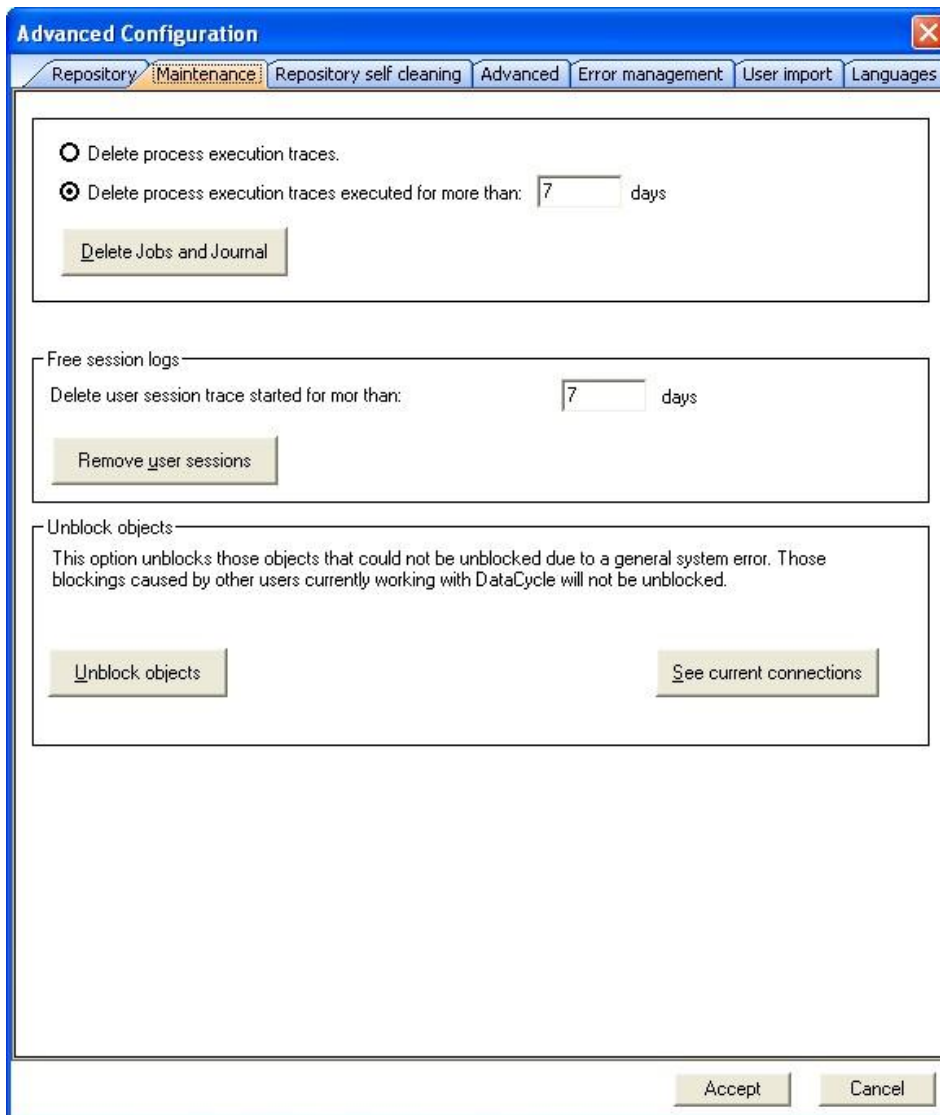 Advanced Configuration
Repository Maintenance Repository self cleaning Advanced Error management User import Languages
Delete process execution traces.
Delete process execution traces executed for more than: 7 days
Delete Jobs and Journal
Free session logs
Delete user session trace started for mor than: 7 days
Remove user sessions
Unblock objects
This option unblocks those objects that could not be unblocked due to a general system error. Those
blockings caused by other users currently working with DataCycle will not be unblocked.
Unblock objects See current connections
Accept Cancel